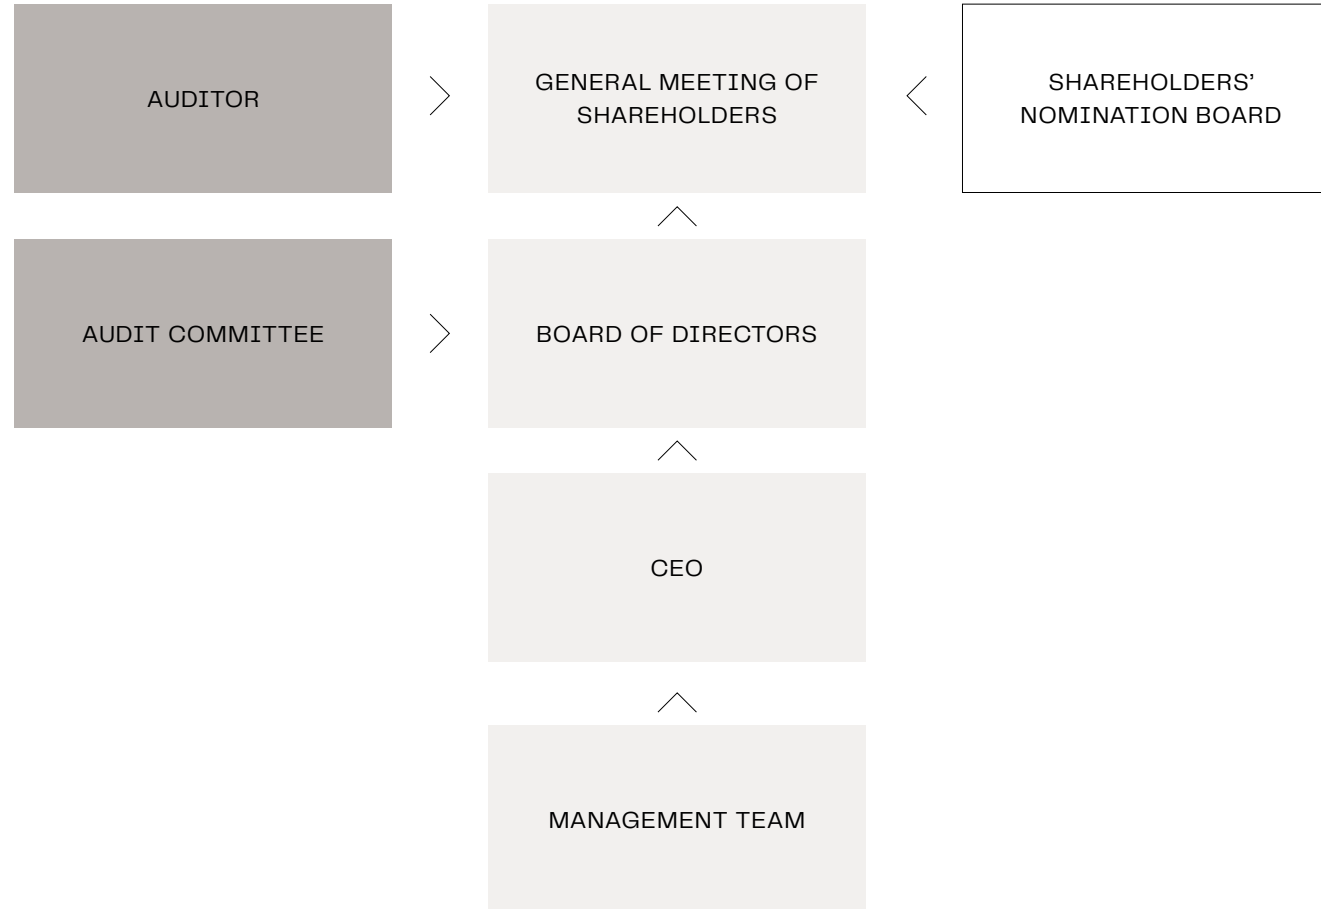 AUDITOR
GENERAL MEETING OF
SHAREHOLDERS
SHAREHOLDERS’
NOMINATION BOARD
AUDIT COMMITTEE
BOARD OF DIRECTORS
CEO
MANAGEMENT TEAM